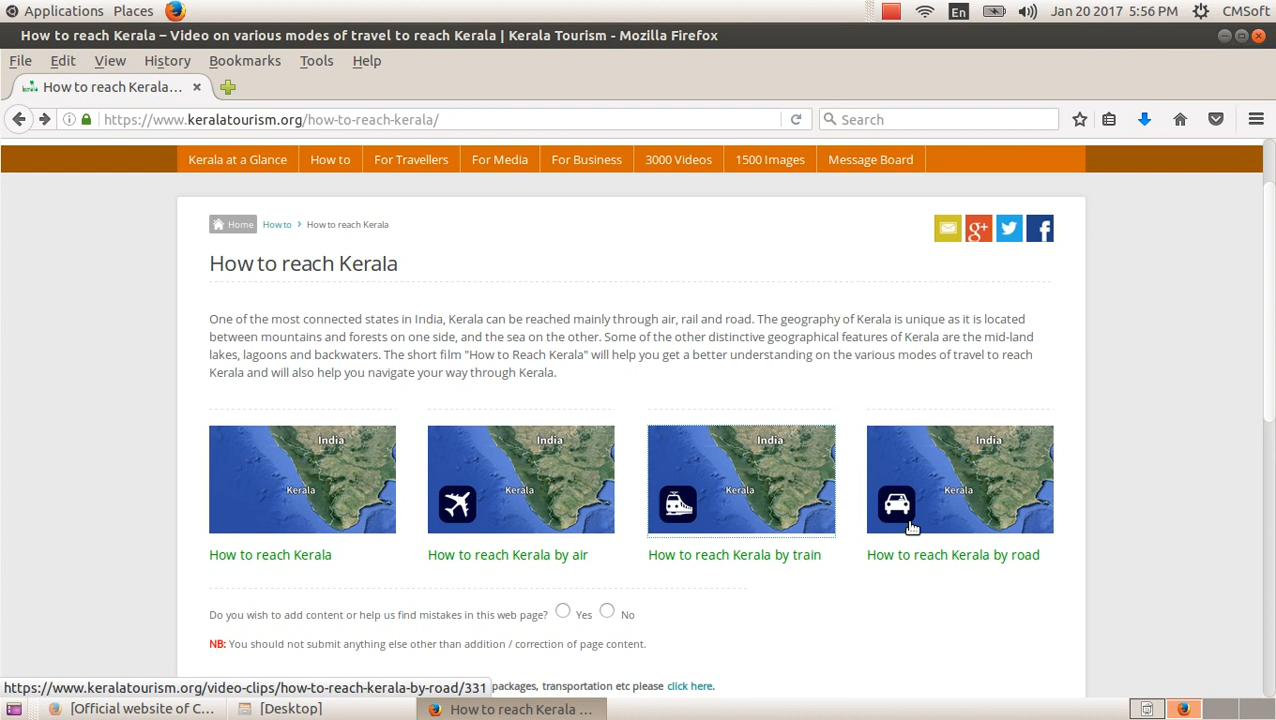 Applications Places En Jan 20 2017 5:56 PM CMSoft
How to reach Kerala – Video on various modes of travel to reach Kerala | Kerala Tourism - Mozilla Firefox
File Edit View History Bookmarks Tools Help
How to reach Kerala... ×
https://www.keralatourism.org/how-to-reach-kerala/ Search
Kerala at a Glance How to For Travellers For Media For Business 3000 Videos 1500 Images Message Board
Home How to › How to reach Kerala
g+ f
How to reach Kerala
One of the most connected states in India, Kerala can be reached mainly through air, rail and road. The geography of Kerala is unique as it is located
between mountains and forests on one side, and the sea on the other. Some of the other distinctive geographical features of Kerala are the mid-land
lakes, lagoons and backwaters. The short film "How to Reach Kerala" will help you get a better understanding on the various modes of travel to reach
Kerala and will also help you navigate your way through Kerala.
India India India India
Kerala Kerala Kerala Kerala
How to reach Kerala How to reach Kerala by air How to reach Kerala by train How to reach Kerala by road
Do you wish to add content or help us find mistakes in this web page? Yes No
NB: You should not submit anything else other than addition / correction of page content.
https://www.keralatourism.org/video-clips/how-to-reach-kerala-by-road/331 packages, transportation etc please click here.
[Official website of C... [Desktop] How to reach Kerala ...